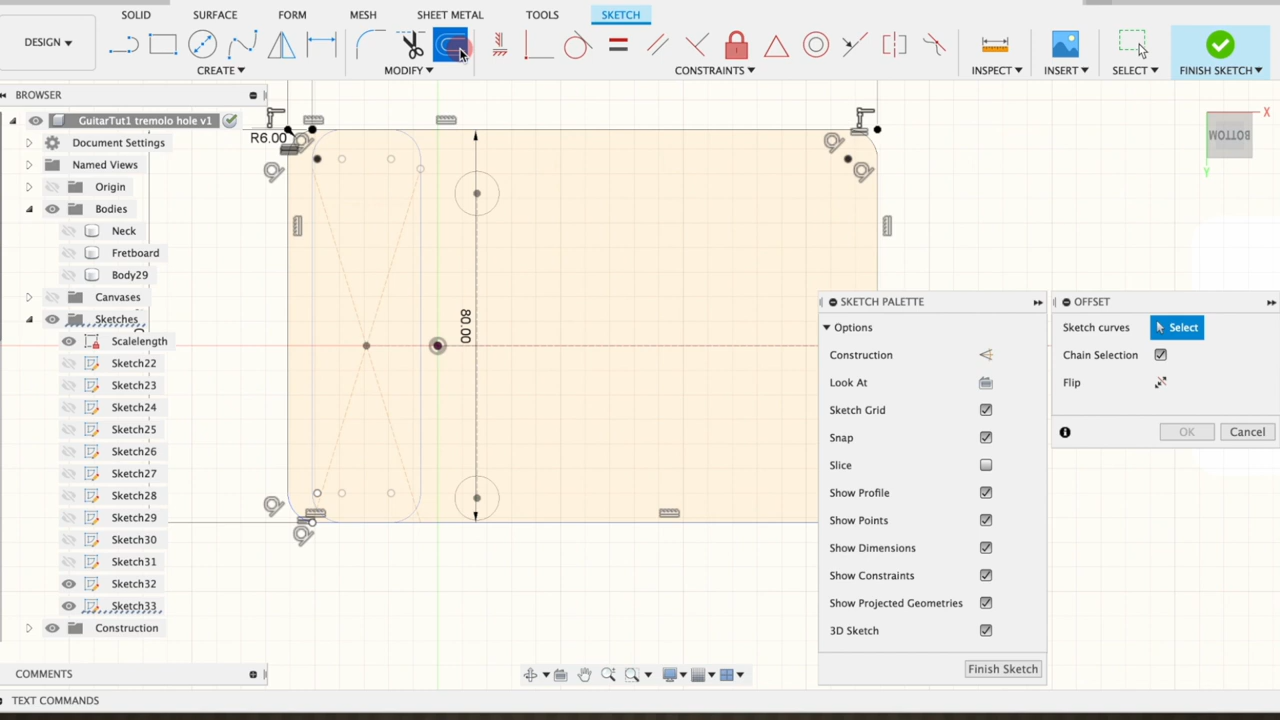 SOLID SURFACE FORM MESH SHEET METAL TOOLS SKETCH
DESIGN
CREATE MODIFY CONSTRAINTS INSPECT INSERT SELECT FINISH SKETCH
BROWSER
GuitarTut1 tremolo hole v1
Document Settings
Named Views
Origin
Bodies
Neck
Fretboard
Body29
Canvases
Sketches
Scalelength
Sketch22
Sketch23
Sketch24
Sketch25
Sketch26
Sketch27
Sketch28
Sketch29
Sketch30
Sketch31
Sketch32
Sketch33
Construction
R6.00
80.00
X
BOTTOM
Y
SKETCH PALETTE
Options
Construction
Look At
Sketch Grid
Snap
Slice
Show Profile
Show Points
Show Dimensions
Show Constraints
Show Projected Geometries
3D Sketch
Finish Sketch
OFFSET
Sketch curves Select
Chain Selection
Flip
OK Cancel
COMMENTS
TEXT COMMANDS